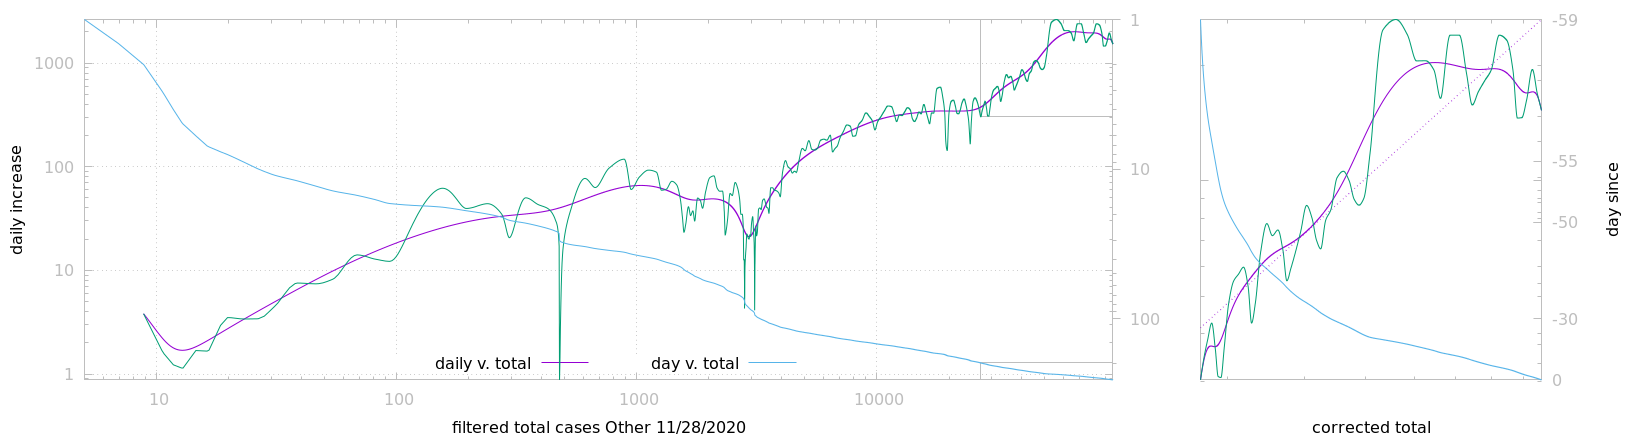 1000
100
10
1
daily increase
10
100
1000
10000
filtered total cases Other 11/28/2020
daily v. total
day v. total
1
10
100
-59
-55
-50
-30
0
day since
corrected total